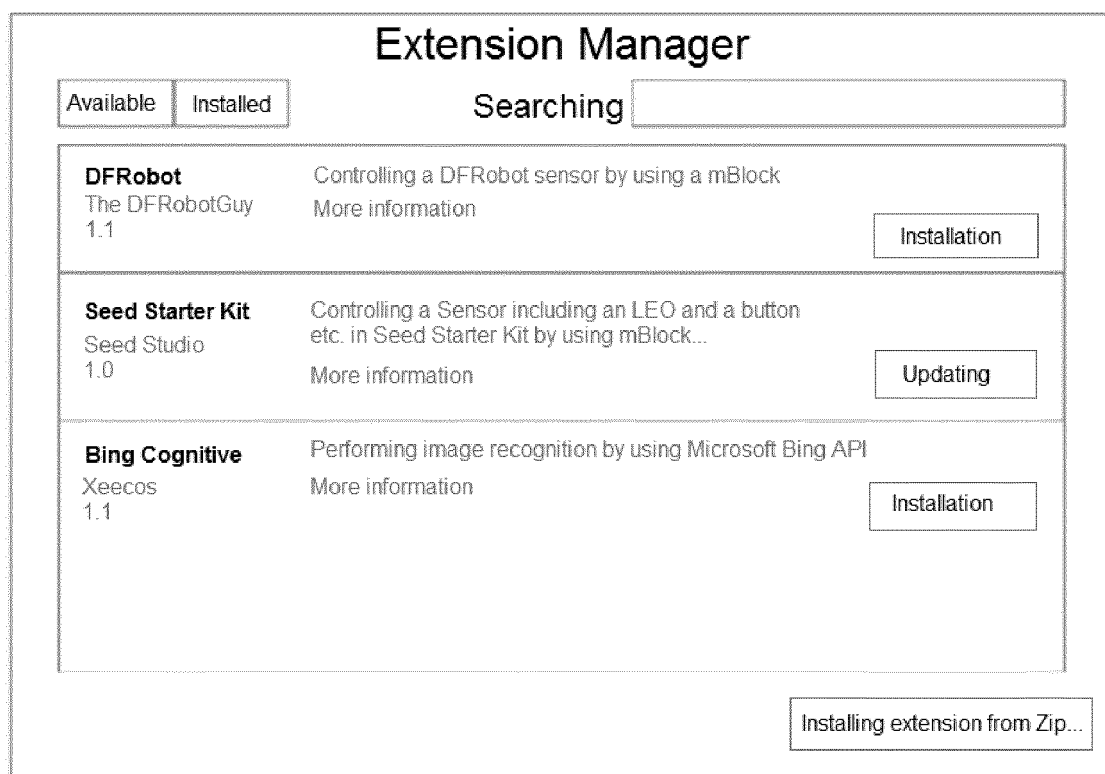 Extension Manager
Available Installed Searching
DFRobot Controlling a DFRobot sensor by using a mBlock
The DFRobotGuy More information
1.1
Installation
Seed Starter Kit Controlling a Sensor including an LEO and a button
etc. in Seed Starter Kit by using mBlock...
Seed Studio
1.0
More information
Updating
Bing Cognitive Performing image recognition by using Microsoft Bing API
Xeecos More information
1.1
Installation
Installing extension from Zip...